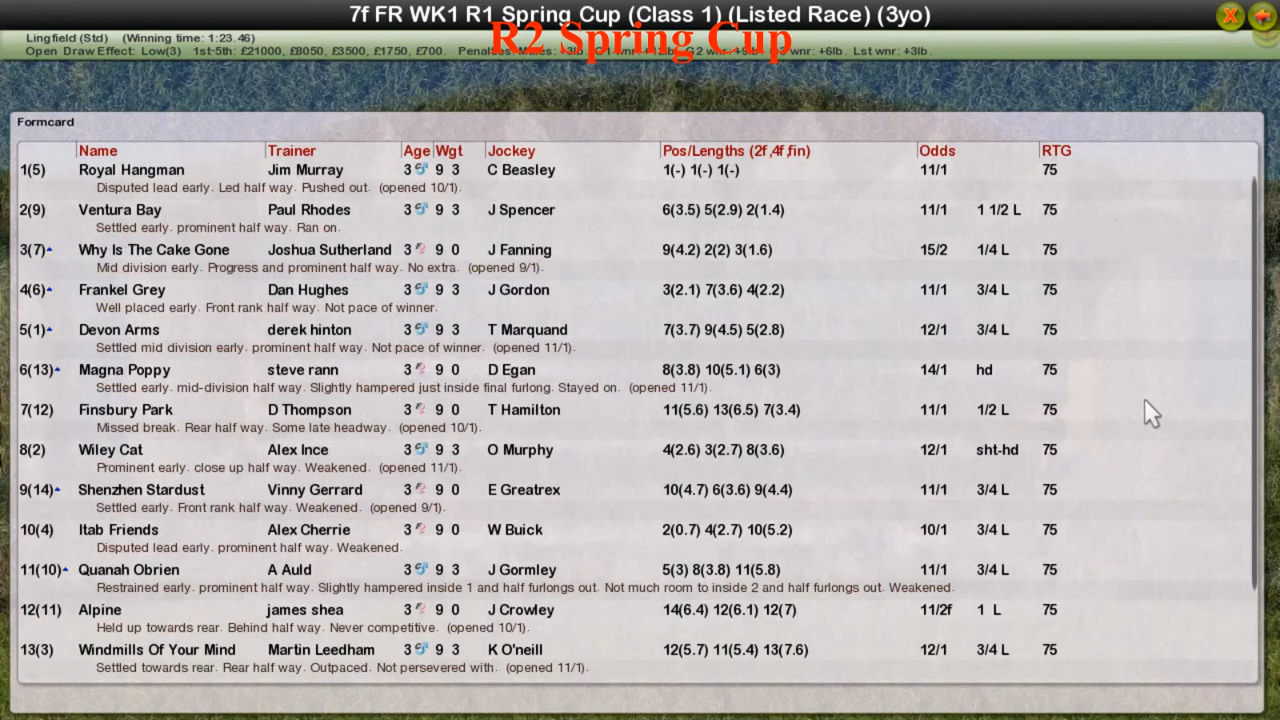 7f FR WK1 R1 Spring Cup (Class 1) (Listed Race) (3yo)
R2 Spring Cup
Lingfield (Std) (Winning time: 1:23.46)
Open Draw Effect: Low(3) 1st-5th: £21000, £8050, £3500, £1750, £700. wnr: +6lb. Lst wnr: +3lb.
Formcard
Name Trainer Age Wgt Jockey Pos/Lengths (2f,4f,fin) Odds RTG
1(5) Royal Hangman Jim Murray 3 9 3 C Beasley 1(-) 1(-) 1(-) 11/1 75
Disputed lead early. Led half way. Pushed out. (opened 10/1).
2(9) Ventura Bay Paul Rhodes 3 9 3 J Spencer 6(3.5) 5(2.9) 2(1.4) 11/1 1 1/2 L 75
Settled early. prominent half way. Ran on.
3(7) Why Is The Cake Gone Joshua Sutherland 3 9 0 J Fanning 9(4.2) 2(2) 3(1.6) 15/2 1/4 L 75
Mid division early. Progress and prominent half way. No extra. (opened 9/1).
4(6) Frankel Grey Dan Hughes 3 9 3 J Gordon 3(2.1) 7(3.6) 4(2.2) 11/1 3/4 L 75
Well placed early. Front rank half way. Not pace of winner.
5(1) Devon Arms derek hinton 3 9 3 T Marquand 7(3.7) 9(4.5) 5(2.8) 12/1 3/4 L 75
Settled mid division early. prominent half way. Not pace of winner. (opened 11/1).
6(13) Magna Poppy steve rann 3 9 0 D Egan 8(3.8) 10(5.1) 6(3) 14/1 hd 75
Settled early. mid-division half way. Slightly hampered just inside final furlong. Stayed on. (opened 11/1).
7(12) Finsbury Park D Thompson 3 9 0 T Hamilton 11(5.6) 13(6.5) 7(3.4) 11/1 1/2 L 75
Missed break. Rear half way. Some late headway. (opened 10/1).
8(2) Wiley Cat Alex Ince 3 9 3 O Murphy 4(2.6) 3(2.7) 8(3.6) 12/1 sht-hd 75
Prominent early. close up half way. Weakened. (opened 11/1).
9(14) Shenzhen Stardust Vinny Gerrard 3 9 0 E Greatrex 10(4.7) 6(3.6) 9(4.4) 11/1 3/4 L 75
Settled early. Front rank half way. Weakened. (opened 9/1).
10(4) Itab Friends Alex Cherrie 3 9 0 W Buick 2(0.7) 4(2.7) 10(5.2) 10/1 3/4 L 75
Disputed lead early. prominent half way. Weakened.
11(10) Quanah Obrien A Auld 3 9 3 J Gormley 5(3) 8(3.8) 11(5.8) 11/1 3/4 L 75
Restrained early. prominent half way. Slightly hampered inside 1 and half furlongs out. Not much room to inside 2 and half furlongs out. Weakened.
12(11) Alpine james shea 3 9 0 J Crowley 14(6.4) 12(6.1) 12(7) 11/2f 1 L 75
Held up towards rear. Behind half way. Never competitive. (opened 10/1).
13(3) Windmills Of Your Mind Martin Leedham 3 9 3 K O'neill 12(5.7) 11(5.4) 13(7.6) 12/1 3/4 L 75
Settled towards rear. Rear half way. Outpaced. Not persevered with. (opened 11/1).